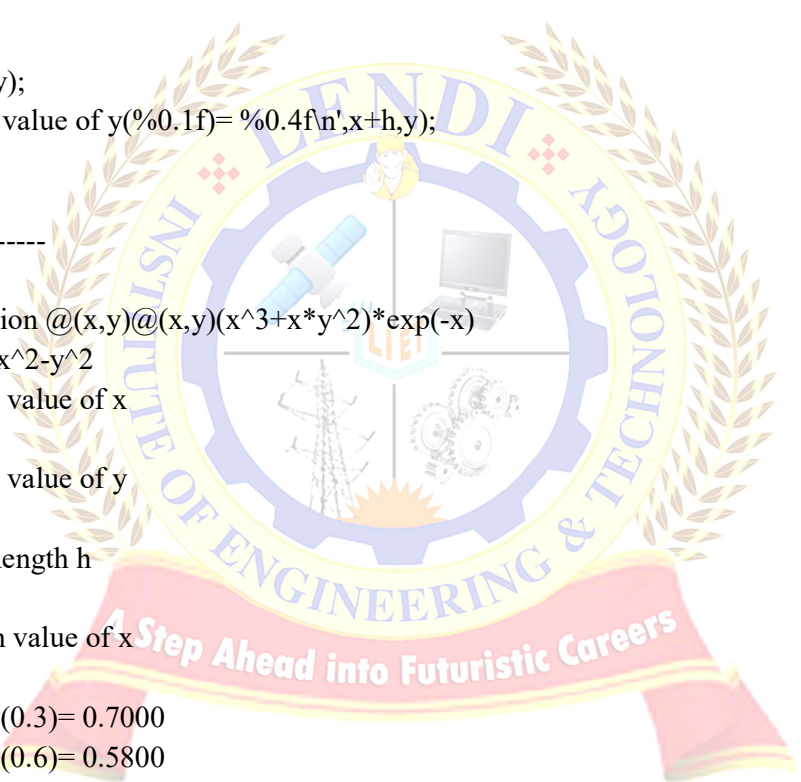 y);
value of y(%0.1f)= %0.4f\n',x+h,y);
-----
ion @(x,y)@(x,y)(x^3+x*y^2)*exp(-x)
x^2-y^2
value of x
value of y
length h
value of x
(0.3)= 0.7000
(0.6)= 0.5800
LENDI
INSTITUTE OF ENGINEERING & TECHNOLOGY
LIET
A Step Ahead into Futuristic Careers